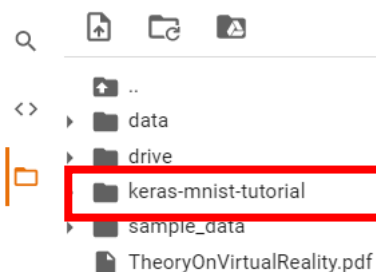 ..
data
drive
keras-mnist-tutorial
sample_data
TheoryOnVirtualReality.pdf